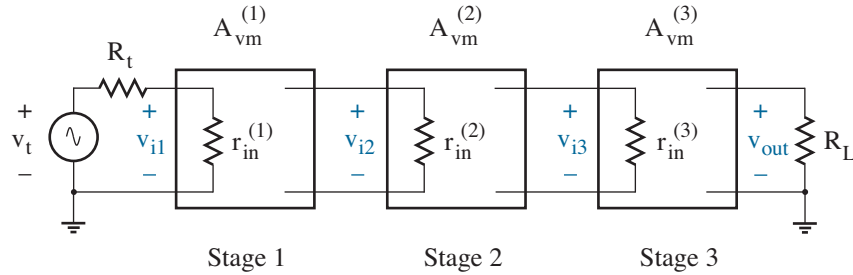 A_vm^(1) A_vm^(2) A_vm^(3)
R_t
+ + + + +
v_t v_i1 r_in^(1) v_i2 r_in^(2) v_i3 r_in^(3) v_out R_L
− − − − −
Stage 1 Stage 2 Stage 3